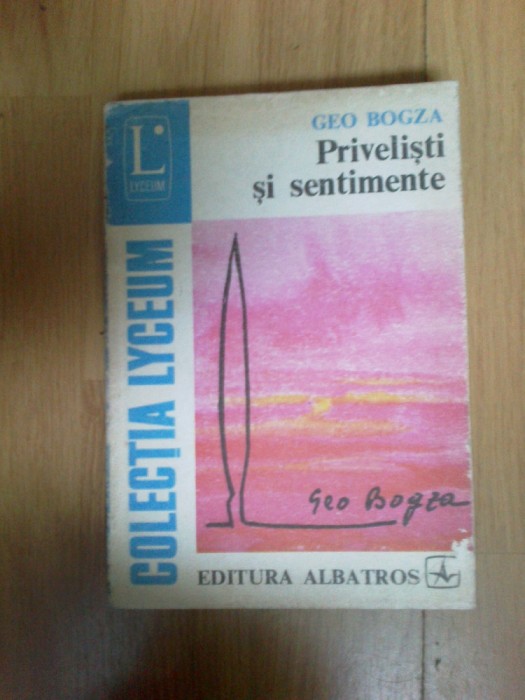 L
LYCEUM
GEO BOGZA
Priveliști
și sentimente
COLECȚIA LYCEUM
Geo Bogza
EDITURA ALBATROS